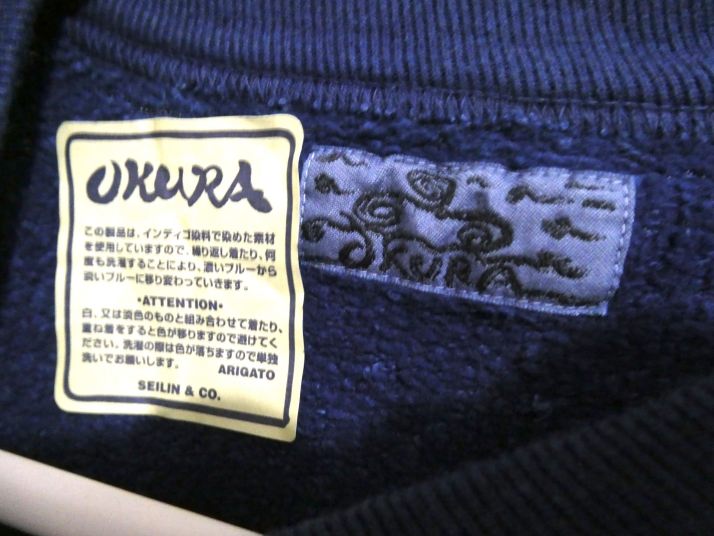 OKURA
この製品は、インディゴ染料で染めた素材
を使用していますので、繰り返し着たり、何
度も洗濯することにより、濃いブルーから
淡いブルーに移り変わっていきます。
•ATTENTION•
白、又は淡色のものと組み合わせて着たり、
重ね着をすると色が移りますので避けてく
ださい。洗濯の際は色が落ちますので単独
洗いでお願いします。 ARIGATO
SEILIN & CO.
OKURA